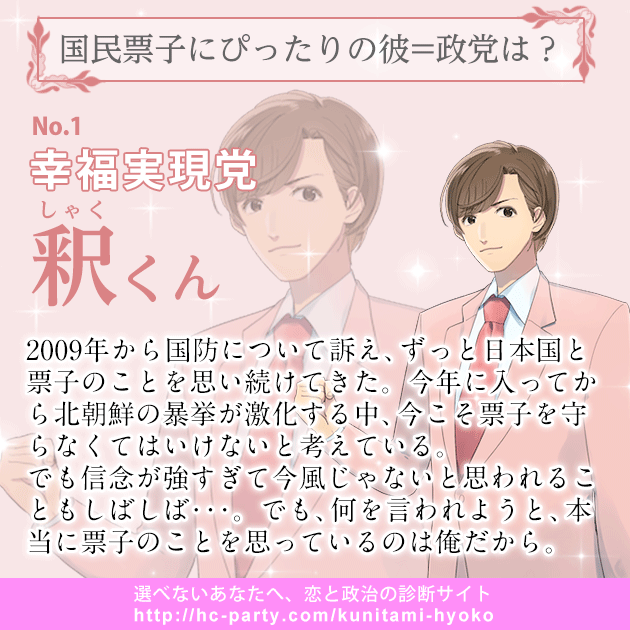 国民票子にぴったりの彼=政党は？
No.1
幸福実現党
しゃく
釈くん
2009年から国防について訴え、ずっと日本国と
票子のことを思い続けてきた。今年に入ってか
ら北朝鮮の暴挙が激化する中、今こそ票子を守
らなくてはいけないと考えている。
でも信念が強すぎて今風じゃないと思われるこ
ともしばしば･･･。でも、何を言われようと、本
当に票子のことを思っているのは俺だから。
選べないあなたへ、恋と政治の診断サイト
http://hc-party.com/kunitami-hyoko